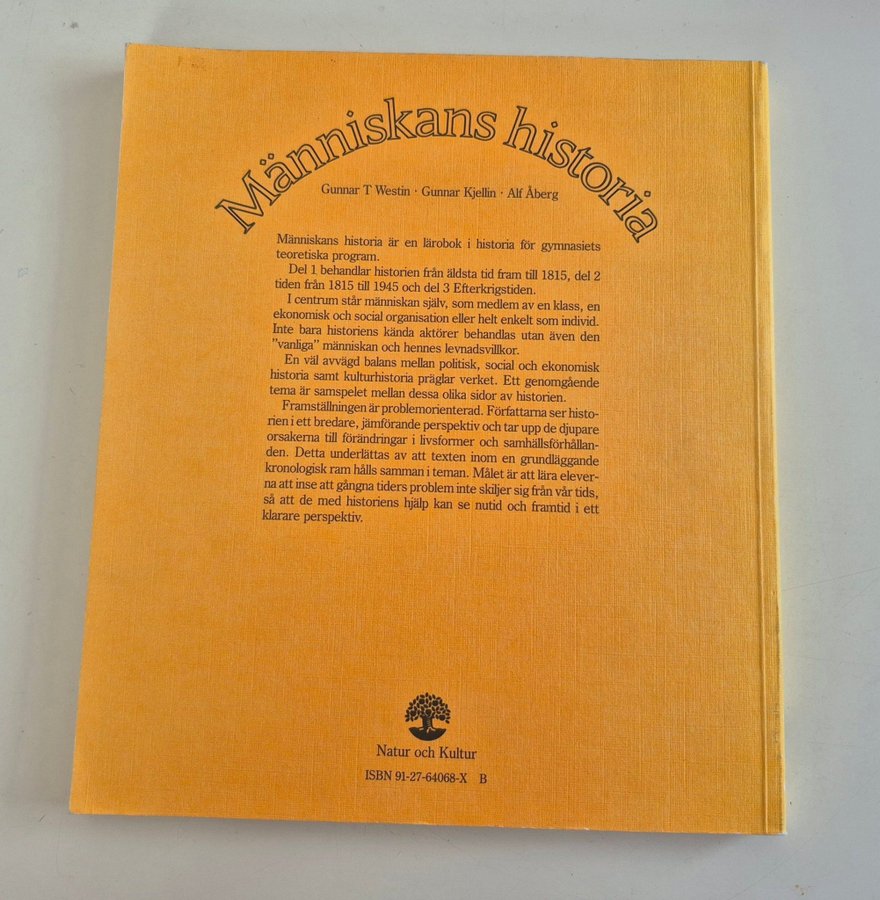 Människans historia
Gunnar T Westin · Gunnar Kjellin · Alf Åberg
Människans historia är en lärobok i historia för gymnasiets
teoretiska program.
Del 1 behandlar historien från äldsta tid fram till 1815, del 2
tiden från 1815 till 1945 och del 3 Efterkrigstiden.
I centrum står människan själv, som medlem av en klass, en
ekonomisk och social organisation eller helt enkelt som individ.
Inte bara historiens kända aktörer behandlas utan även den
"vanliga" människan och hennes levnadsvillkor.
En väl avvägd balans mellan politisk, social och ekonomisk
historia samt kulturhistoria präglar verket. Ett genomgående
tema är samspelet mellan dessa olika sidor av historien.
Framställningen är problemorienterad. Författarna ser histo-
rien i ett bredare, jämförande perspektiv och tar upp de djupare
orsakerna till förändringar i livsformer och samhällsförhållan-
den. Detta underlättas av att texten inom en grundläggande
kronologisk ram hålls samman i teman. Målet är att lära elever-
na att inse att gångna tiders problem inte skiljer sig från vår tids,
så att de med historiens hjälp kan se nutid och framtid i ett
klarare perspektiv.
Natur och Kultur
ISBN 91-27-64068-X B